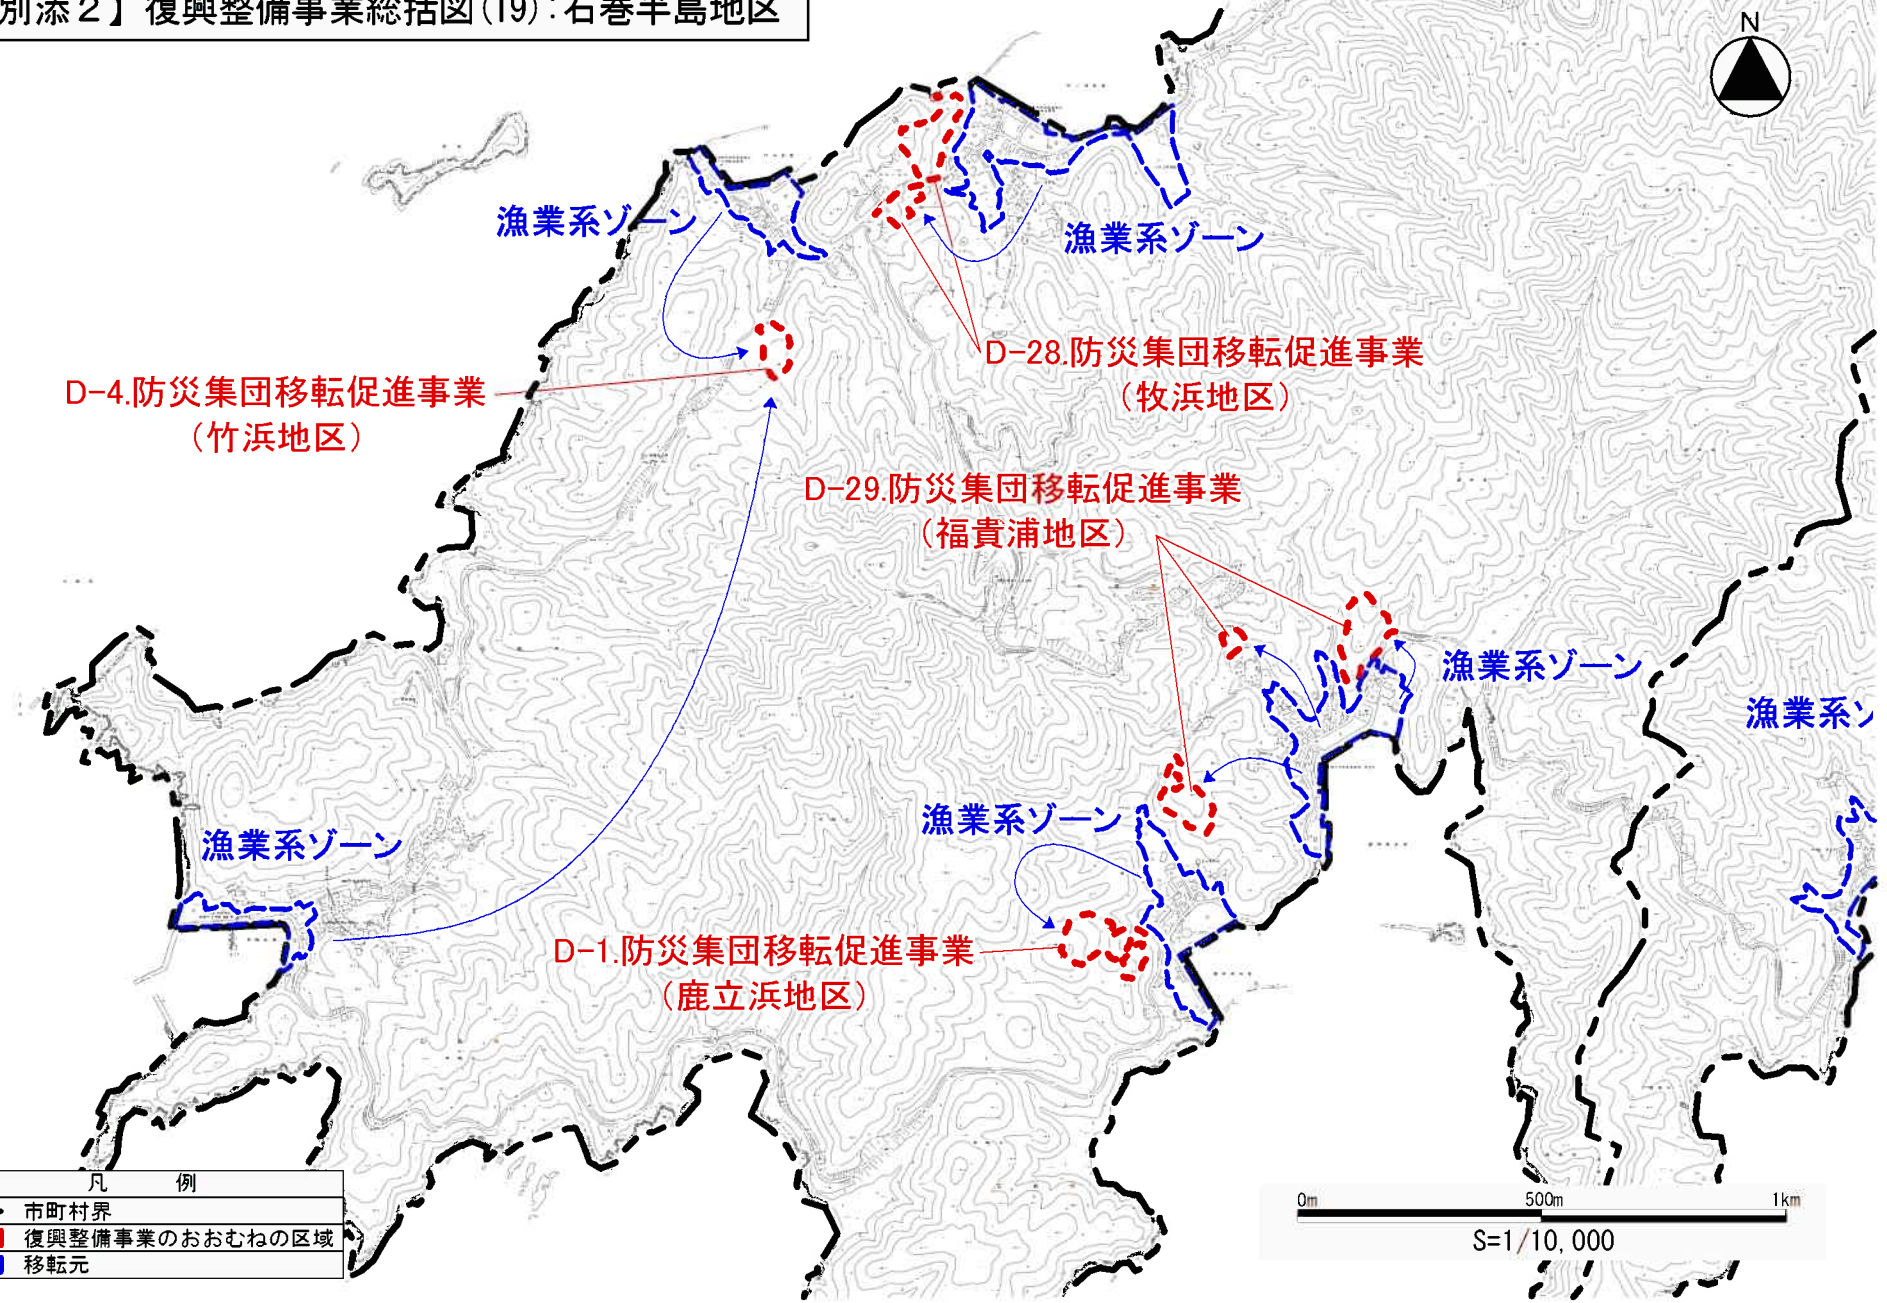 別添２】復興整備事業総括図(19):石巻半島地区
N
漁業系ゾーン
漁業系ゾーン
D-28.防災集団移転促進事業
(牧浜地区)
D-4.防災集団移転促進事業
(竹浜地区)
D-29.防災集団移転促進事業
(福貴浦地区)
漁業系ゾーン
漁業系ソ
漁業系ゾーン
漁業系ゾーン
D-1.防災集団移転促進事業
(鹿立浜地区)
凡　例
市町村界
復興整備事業のおおむねの区域
移転元
0m 500m 1km
S=1/10,000